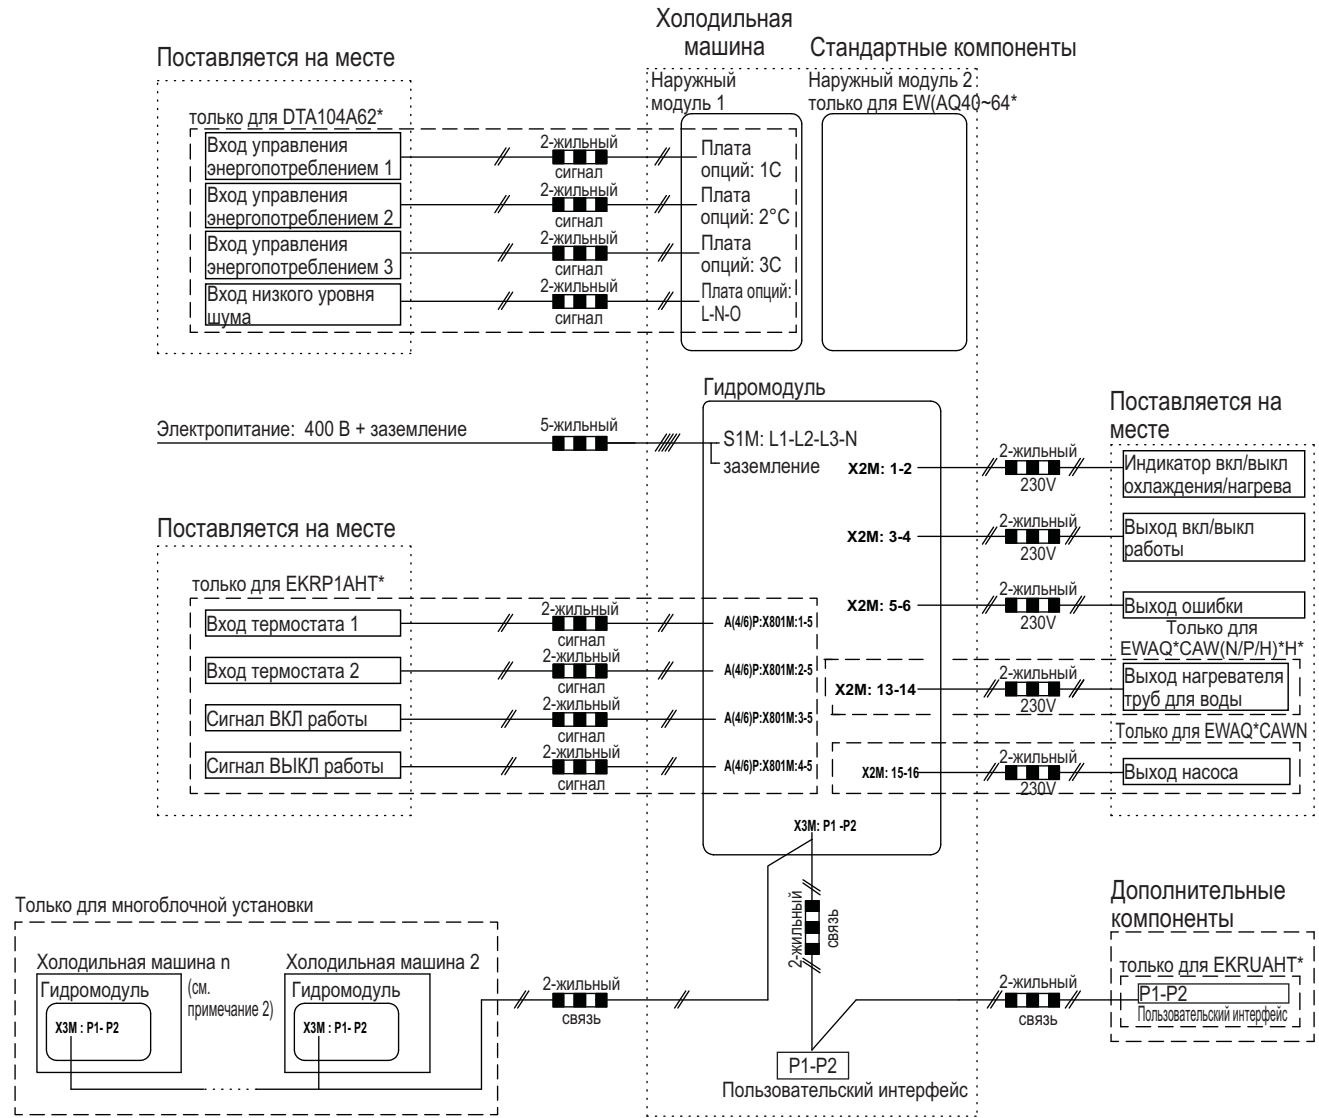 Холодильная
машина
Стандартные компоненты
Поставляется на месте
Наружный
модуль 1
Наружный модуль 2
только для EW(AQ40~64*
только для DTA104A62*
Вход управления
энергопотреблением 1
2-жильный
сигнал
Плата
опций: 1C
Вход управления
энергопотреблением 2
2-жильный
сигнал
Плата
опций: 2°C
Вход управления
энергопотреблением 3
2-жильный
сигнал
Плата
опций: 3C
Вход низкого уровня
шума
2-жильный
сигнал
Плата опций:
L-N-O
Гидромодуль
Электропитание: 400 В + заземление
5-жильный
S1M: L1-L2-L3-N
заземление
Поставляется на
месте
X2M: 1-2
2-жильный
230V
Индикатор вкл/выкл
охлаждения/нагрева
X2M: 3-4
2-жильный
230V
Выход вкл/выкл
работы
X2M: 5-6
2-жильный
230V
Выход ошибки
Только для
EWAQ*CAW(N/P/H)*H*
X2M: 13-14
2-жильный
230V
Выход нагревателя
труб для воды
Только для EWAQ*CAWN
X2M: 15-16
2-жильный
230V
Выход насоса
Поставляется на месте
только для EKRP1AHT*
Вход термостата 1
2-жильный
сигнал
A(4/6)P:X801M:1-5
Вход термостата 2
2-жильный
сигнал
A(4/6)P:X801M:2-5
Сигнал ВКЛ работы
2-жильный
сигнал
A(4/6)P:X801M:3-5
Сигнал ВЫКЛ работы
2-жильный
сигнал
A(4/6)P:X801M:4-5
X3M: P1 -P2
2-жильный
связь
Только для многоблочной установки
Холодильная машина n
Гидромодуль
X3M : P1- P2
(см.
примечание 2)
Холодильная машина 2
Гидромодуль
X3M : P1- P2
2-жильный
связь
P1-P2
Пользовательский интерфейс
2-жильный
связь
Дополнительные
компоненты
только для EKRUAHT*
P1-P2
Пользовательский интерфейс